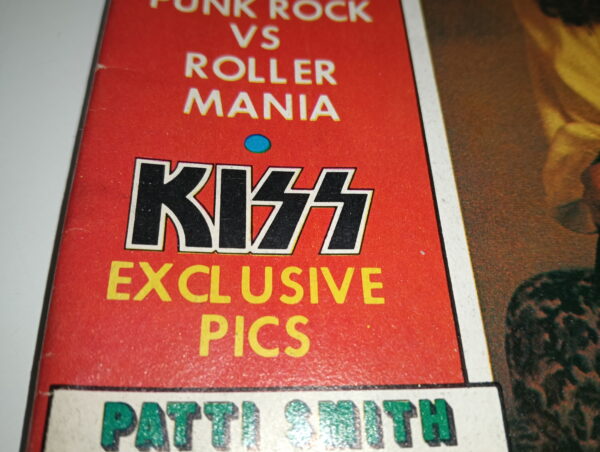 PUNK ROCK
VS
ROLLER
MANIA
KISS
EXCLUSIVE
PICS
PATTI SMITH